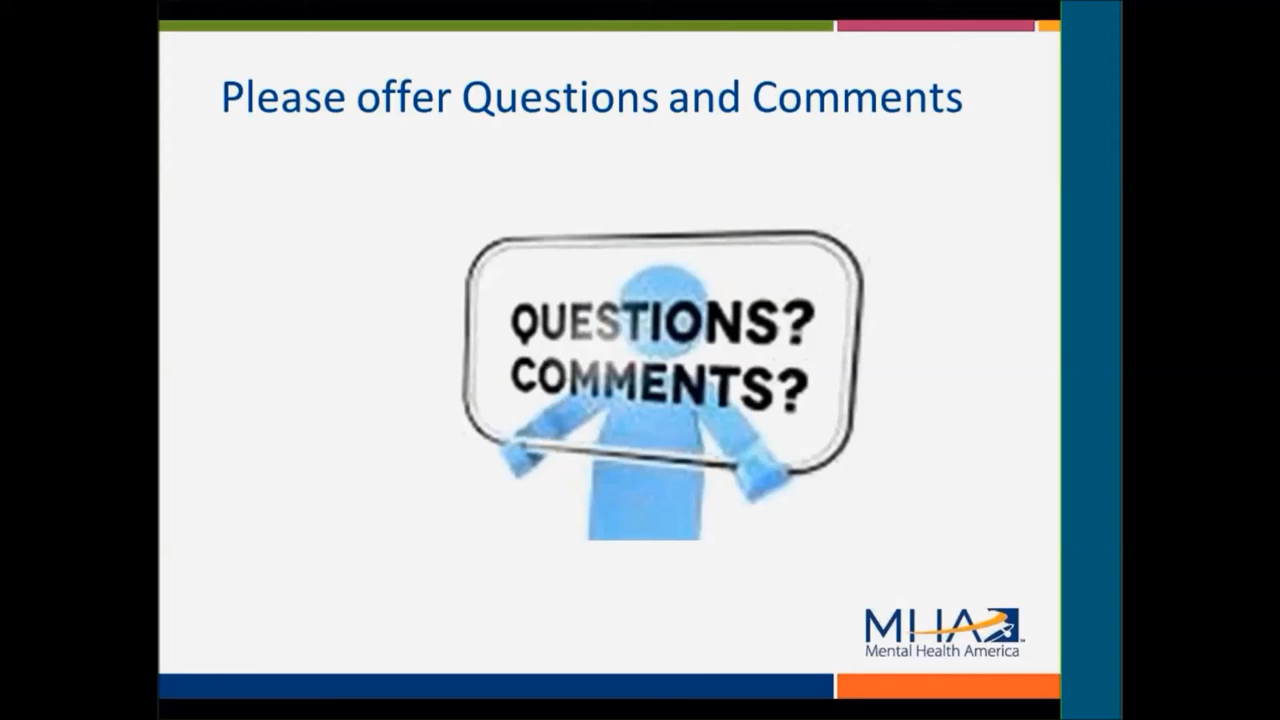 Please offer Questions and Comments
QUESTIONS?
COMMENTS?
MHA
Mental Health America